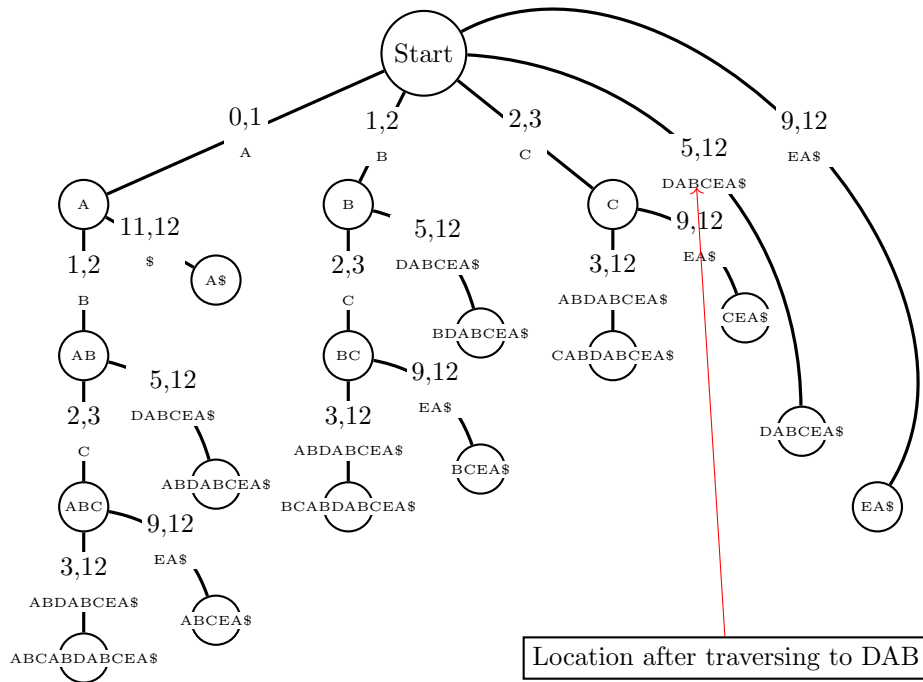 Start
0,1
A
1,2
B
2,3
C
5,12
DABCEA$
9,12
EA$
A
11,12
$
A$
1,2
B
B
5,12
DABCEA$
BDABCEA$
2,3
C
C
9,12
EA$
CEA$
3,12
ABDABCEA$
CABDABCEA$
AB
5,12
DABCEA$
ABDABCEA$
2,3
C
BC
9,12
EA$
BCEA$
3,12
ABDABCEA$
BCABDABCEA$
DABCEA$
EA$
ABC
9,12
EA$
ABCEA$
3,12
ABDABCEA$
ABCABDABCEA$
Location after traversing to DAB